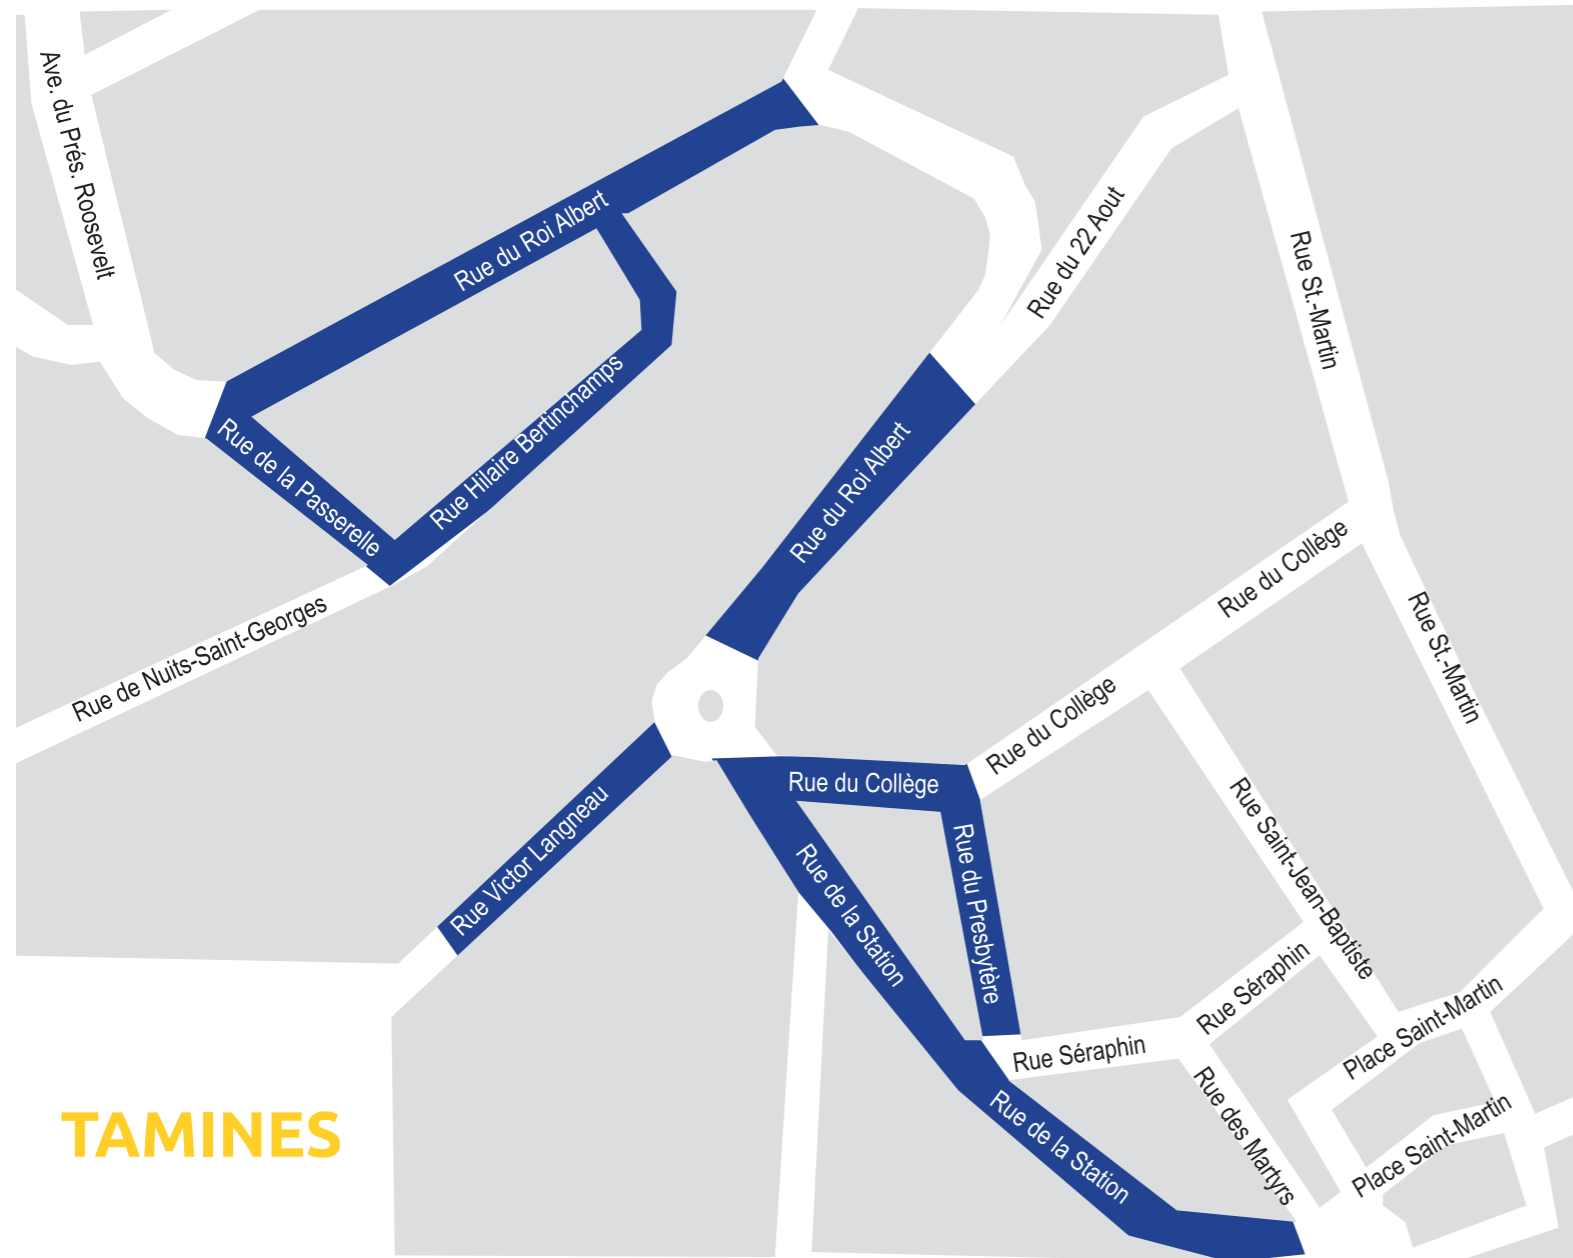 Ave. du Prés. Roosevelt
Rue du Roi Albert
Rue du 22 Aout
Rue St.-Martin
Rue de la Passerelle
Rue Hilaire Bertinchamps
Rue du Roi Albert
Rue de Nuits-Saint-Georges
Rue du Collège
Rue St.-Martin
Rue du Collège
Rue du Collège
Rue Victor Langneau
Rue de la Station
Rue du Presbytère
Rue Saint-Jean-Baptiste
Rue Séraphin
Rue Séraphin
Place Saint-Martin
Rue de la Station
Rue des Martyrs
Place Saint-Martin
TAMINES